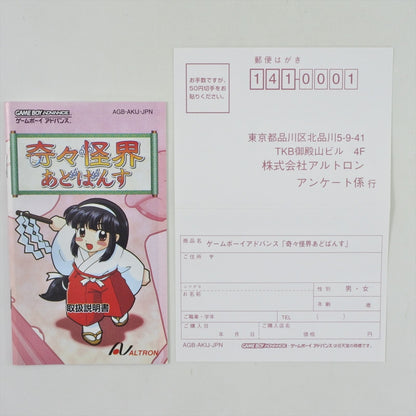 GAME BOY ADVANCE
ゲームボーイ アドバンス
AGB-AKU-JPN
奇々怪界
あどばんす
取扱説明書
ALTRON
郵便はがき
お手数ですが、
50円切手をお
貼りください。
141-0001
東京都品川区北品川5-9-41
TKB御殿山ビル 4F
株式会社アルトロン
アンケート係 行
商品名 ゲームボーイアドバンス「奇々怪界あどばんす」
ご住所 〒
フリガナ
お名前
性別 男・女
年齢 歳
ご職業・学年
TEL ( )
ご購入日 年 月 日
ご購入品名
価格 円
AGB-AKU-JPN
GAME BOY ADVANCE・ゲームボーイアドバンスは任天堂の商標です。